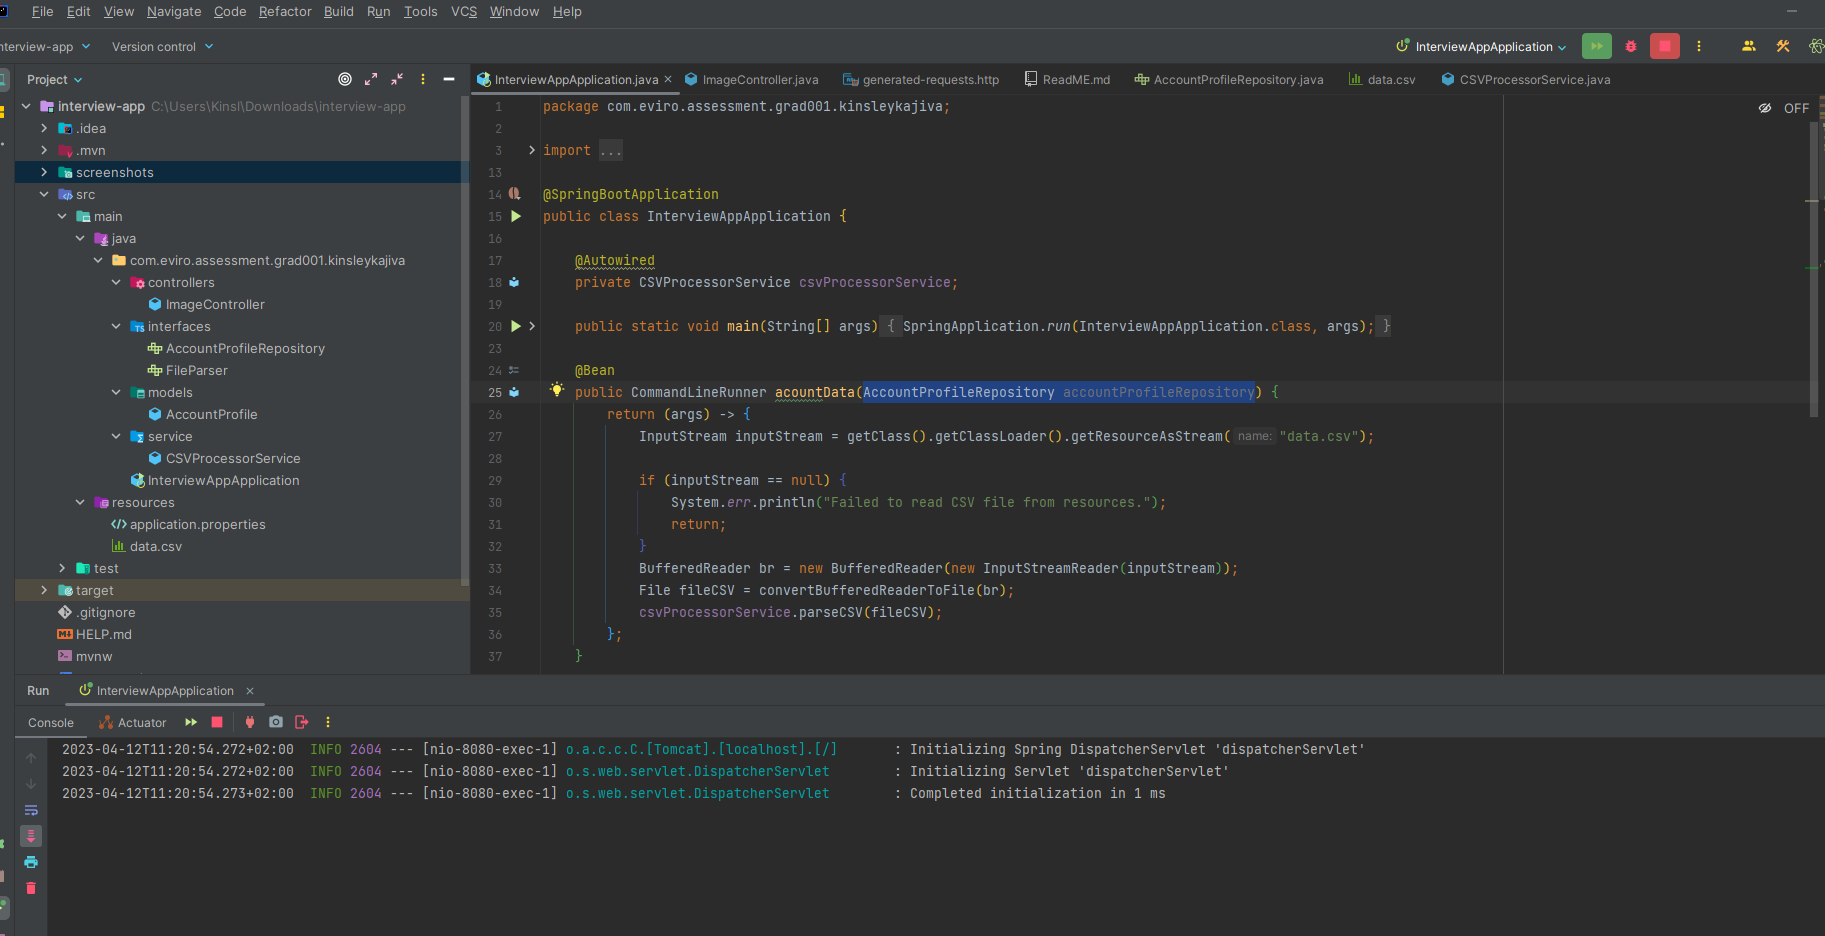 File Edit View Navigate Code Refactor Build Run Tools VCS Window Help
nterview-app Version control InterviewAppApplication
Project
InterviewAppApplication.java ImageController.java generated-requests.http ReadME.md AccountProfileRepository.java data.csv CSVProcessorService.java
interview-app C:\Users\Kinsl\Downloads\interview-app
.idea
.mvn
screenshots
src
main
java
com.eviro.assessment.grad001.kinsleykajiva
controllers
ImageController
interfaces
AccountProfileRepository
FileParser
models
AccountProfile
service
CSVProcessorService
InterviewAppApplication
resources
application.properties
data.csv
test
target
.gitignore
HELP.md
mvnw
OFF
1 package com.eviro.assessment.grad001.kinsleykajiva;
2
3 import ...
13
14 @SpringBootApplication
15 public class InterviewAppApplication {
16
17 @Autowired
18 private CSVProcessorService csvProcessorService;
19
20 public static void main(String[] args) { SpringApplication.run(InterviewAppApplication.class, args); }
23
24 @Bean
25 public CommandLineRunner acountData(AccountProfileRepository accountProfileRepository) {
26 return (args) -> {
27 InputStream inputStream = getClass().getClassLoader().getResourceAsStream( name: "data.csv");
28
29 if (inputStream == null) {
30 System.err.println("Failed to read CSV file from resources.");
31 return;
32 }
33 BufferedReader br = new BufferedReader(new InputStreamReader(inputStream));
34 File fileCSV = convertBufferedReaderToFile(br);
35 csvProcessorService.parseCSV(fileCSV);
36 };
37 }
Run InterviewAppApplication
Console Actuator
2023-04-12T11:20:54.272+02:00 INFO 2604 --- [nio-8080-exec-1] o.a.c.c.C.[Tomcat].[localhost].[/] : Initializing Spring DispatcherServlet 'dispatcherServlet'
2023-04-12T11:20:54.272+02:00 INFO 2604 --- [nio-8080-exec-1] o.s.web.servlet.DispatcherServlet : Initializing Servlet 'dispatcherServlet'
2023-04-12T11:20:54.273+02:00 INFO 2604 --- [nio-8080-exec-1] o.s.web.servlet.DispatcherServlet : Completed initialization in 1 ms